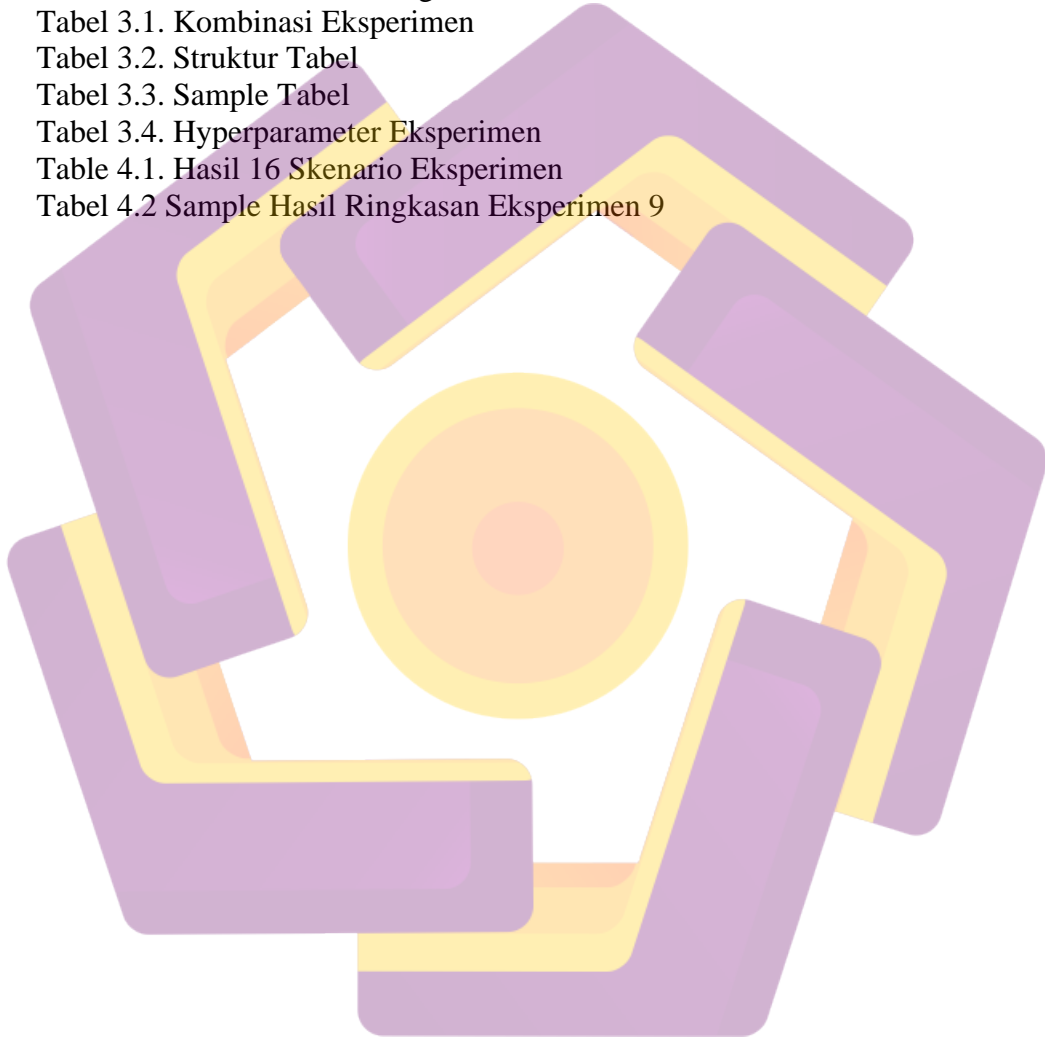 Tabel 3.1. Kombinasi Eksperimen
Tabel 3.2. Struktur Tabel
Tabel 3.3. Sample Tabel
Tabel 3.4. Hyperparameter Eksperimen
Table 4.1. Hasil 16 Skenario Eksperimen
Tabel 4.2 Sample Hasil Ringkasan Eksperimen 9